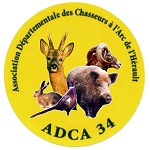 Association Départementale des Chasseurs à l'Arc de l'Hérault
ADCA 34